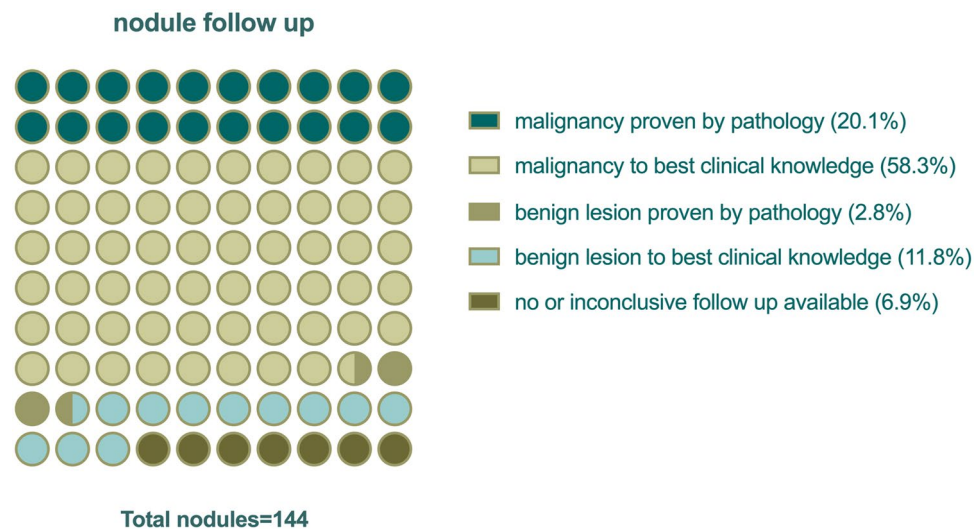 nodule follow up
malignancy proven by pathology (20.1%)
malignancy to best clinical knowledge (58.3%)
benign lesion proven by pathology (2.8%)
benign lesion to best clinical knowledge (11.8%)
no or inconclusive follow up available (6.9%)
Total nodules=144